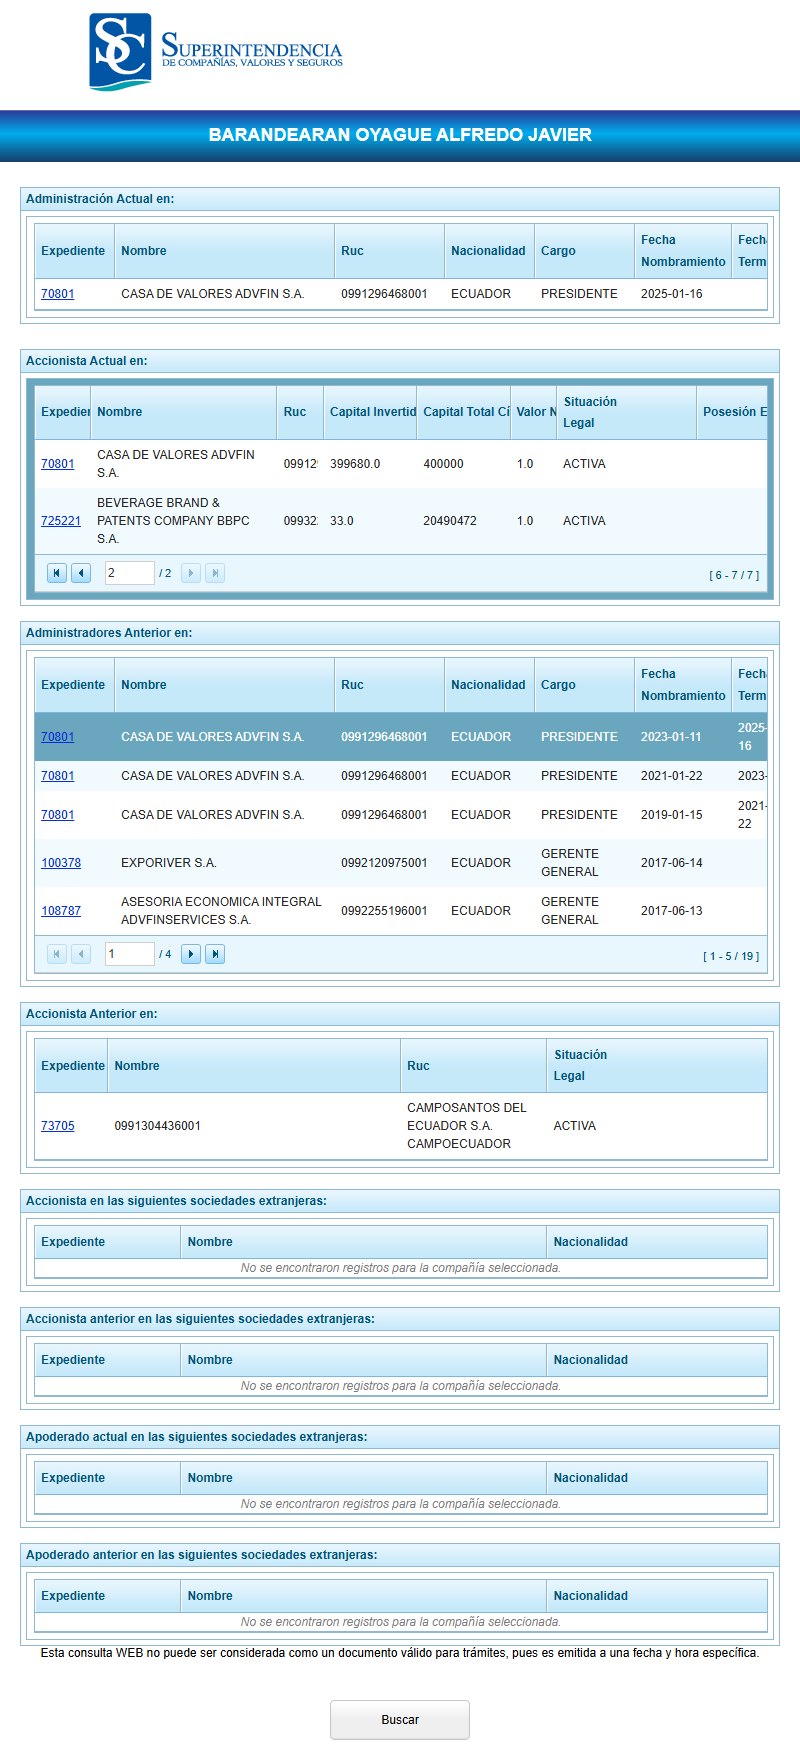 SC SUPERINTENDENCIA
DE COMPAÑÍAS, VALORES Y SEGUROS
BARANDEARAN OYAGUE ALFREDO JAVIER
Administración Actual en:
Expediente Nombre Ruc Nacionalidad Cargo Fecha Nombramiento Fech Term
70801 CASA DE VALORES ADVFIN S.A. 0991296468001 ECUADOR PRESIDENTE 2025-01-16
Accionista Actual en:
Expedier Nombre Ruc Capital Invertid Capital Total Cí Valor N Situación Legal Posesión E
70801 CASA DE VALORES ADVFIN S.A. 09912 399680.0 400000 1.0 ACTIVA
725221 BEVERAGE BRAND & PATENTS COMPANY BBPC S.A. 09932 33.0 20490472 1.0 ACTIVA
2 / 2 [ 6 - 7 / 7 ]
Administradores Anterior en:
Expediente Nombre Ruc Nacionalidad Cargo Fecha Nombramiento Fech Term
70801 CASA DE VALORES ADVFIN S.A. 0991296468001 ECUADOR PRESIDENTE 2023-01-11 2025- 16
70801 CASA DE VALORES ADVFIN S.A. 0991296468001 ECUADOR PRESIDENTE 2021-01-22 2023-
70801 CASA DE VALORES ADVFIN S.A. 0991296468001 ECUADOR PRESIDENTE 2019-01-15 2021- 22
100378 EXPORIVER S.A. 0992120975001 ECUADOR GERENTE GENERAL 2017-06-14
108787 ASESORIA ECONOMICA INTEGRAL ADVFINSERVICES S.A. 0992255196001 ECUADOR GERENTE GENERAL 2017-06-13
1 / 4 [ 1 - 5 / 19 ]
Accionista Anterior en:
Expediente Nombre Ruc Situación Legal
73705 0991304436001 CAMPOSANTOS DEL ECUADOR S.A. CAMPOECUADOR ACTIVA
Accionista en las siguientes sociedades extranjeras:
Expediente Nombre Nacionalidad
No se encontraron registros para la compañía seleccionada.
Accionista anterior en las siguientes sociedades extranjeras:
Expediente Nombre Nacionalidad
No se encontraron registros para la compañía seleccionada.
Apoderado actual en las siguientes sociedades extranjeras:
Expediente Nombre Nacionalidad
No se encontraron registros para la compañía seleccionada.
Apoderado anterior en las siguientes sociedades extranjeras:
Expediente Nombre Nacionalidad
No se encontraron registros para la compañía seleccionada.
Esta consulta WEB no puede ser considerada como un documento válido para trámites, pues es emitida a una fecha y hora específica.
Buscar